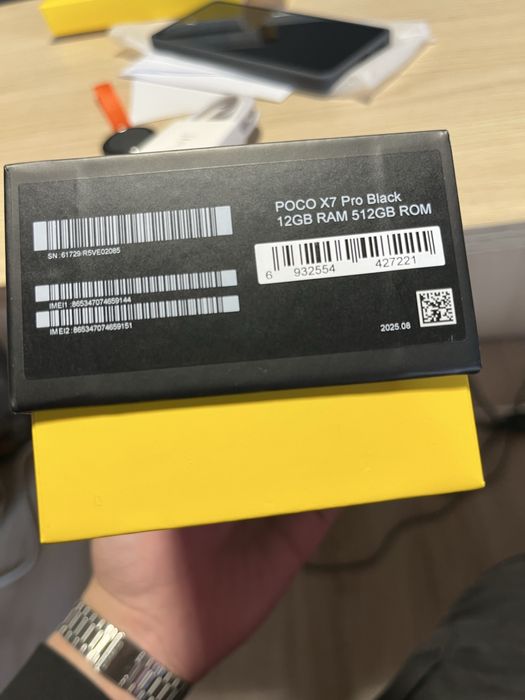 POCO X7 Pro Black
12GB RAM 512GB ROM
SN:61729/R5VE02085
6 932554 427221
IMEI1:865347074659144
IMEI2:865347074659151
2025.08